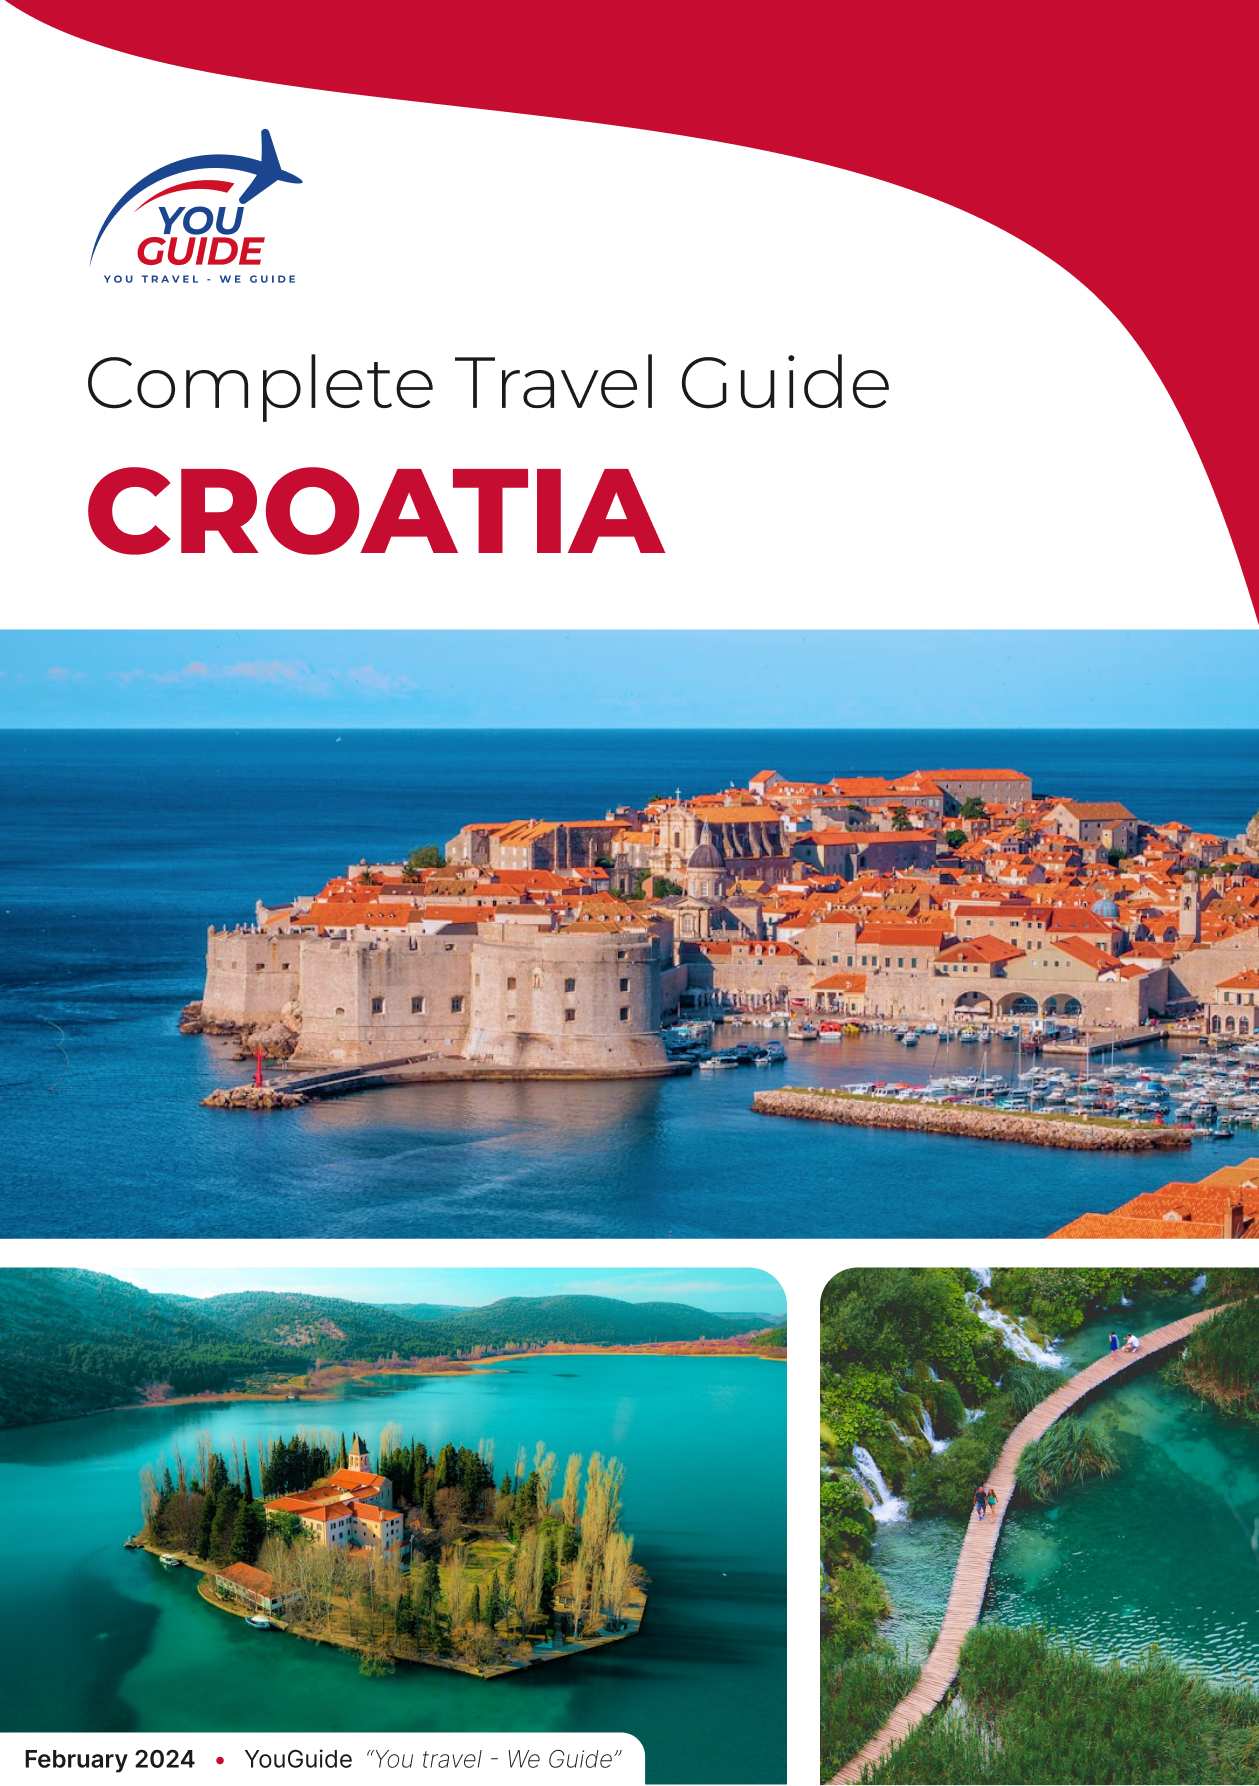 YOU
GUIDE
YOU TRAVEL - WE GUIDE
Complete Travel Guide
CROATIA
February 2024 • YouGuide “You travel - We Guide”